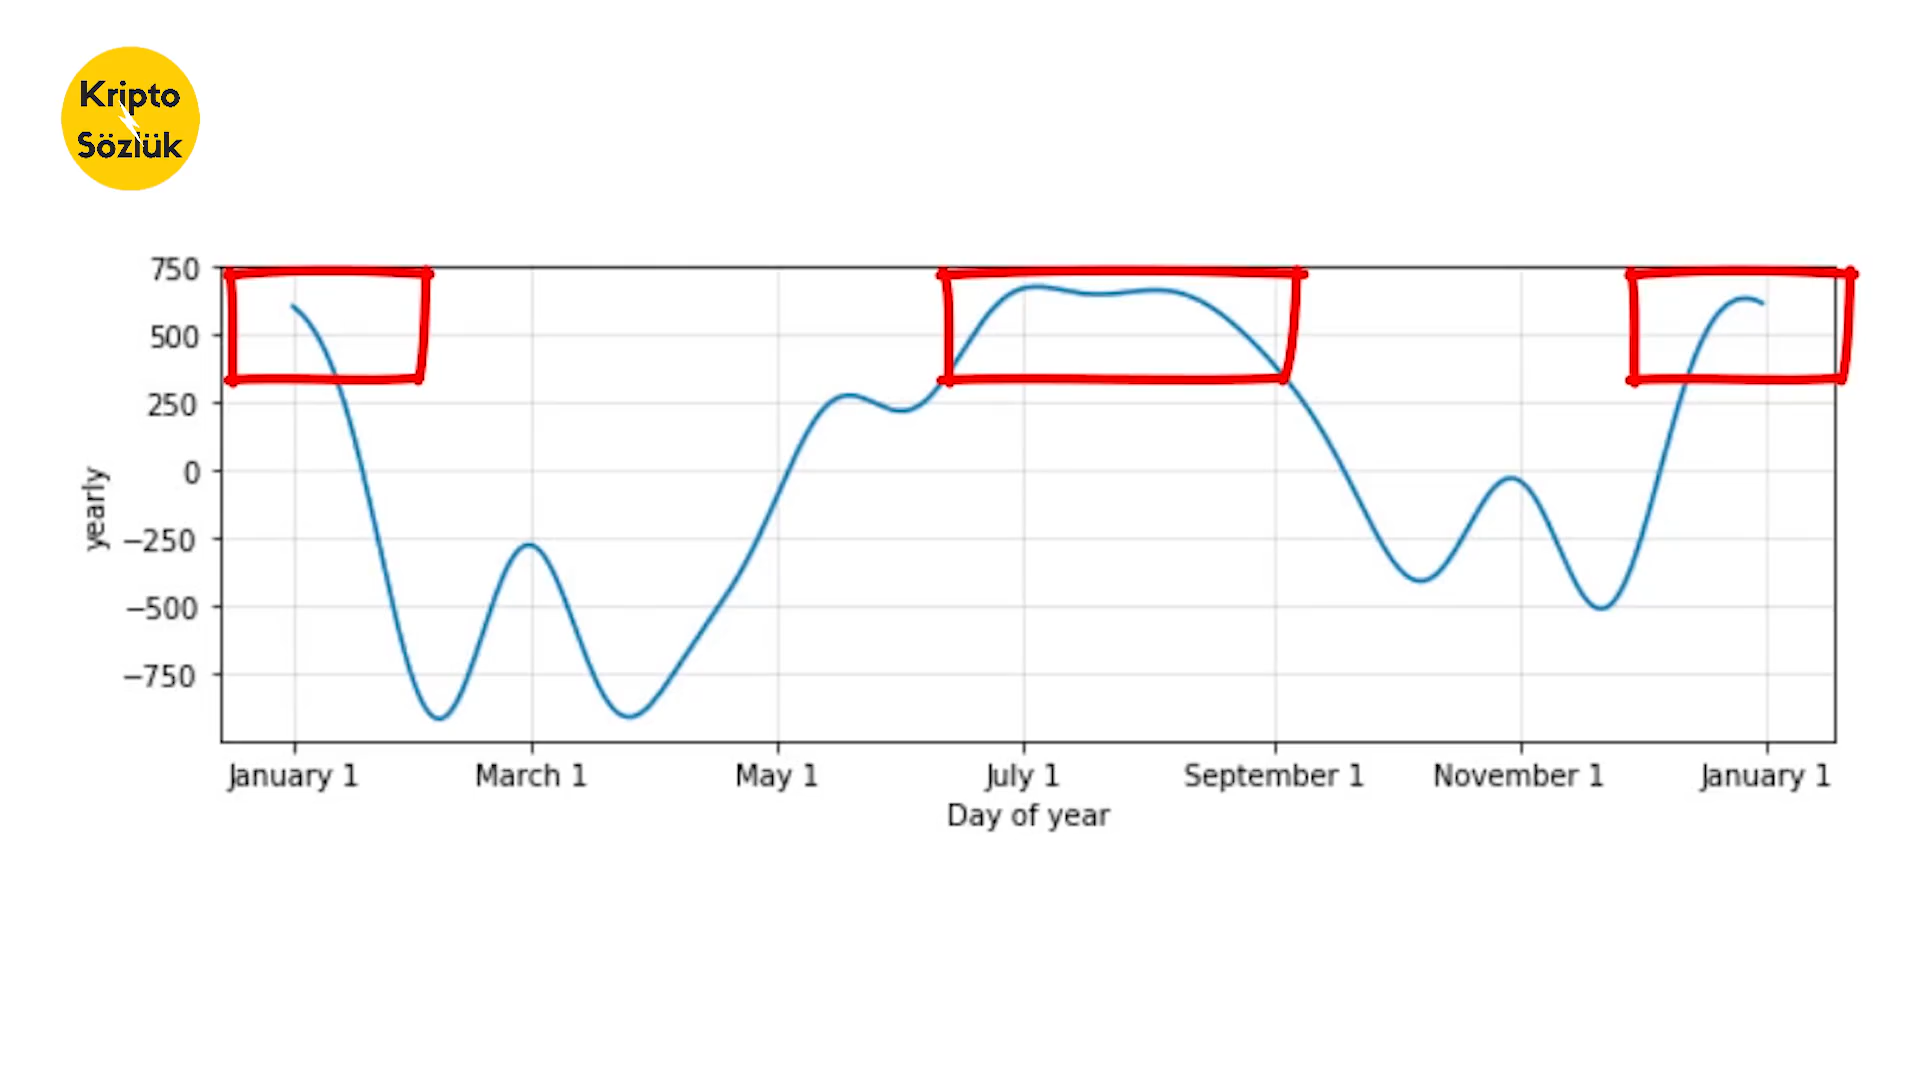 Kripto
Sözlük
750
500
250
0
−250
−500
−750
yearly
January 1
March 1
May 1
July 1
September 1
November 1
January 1
Day of year